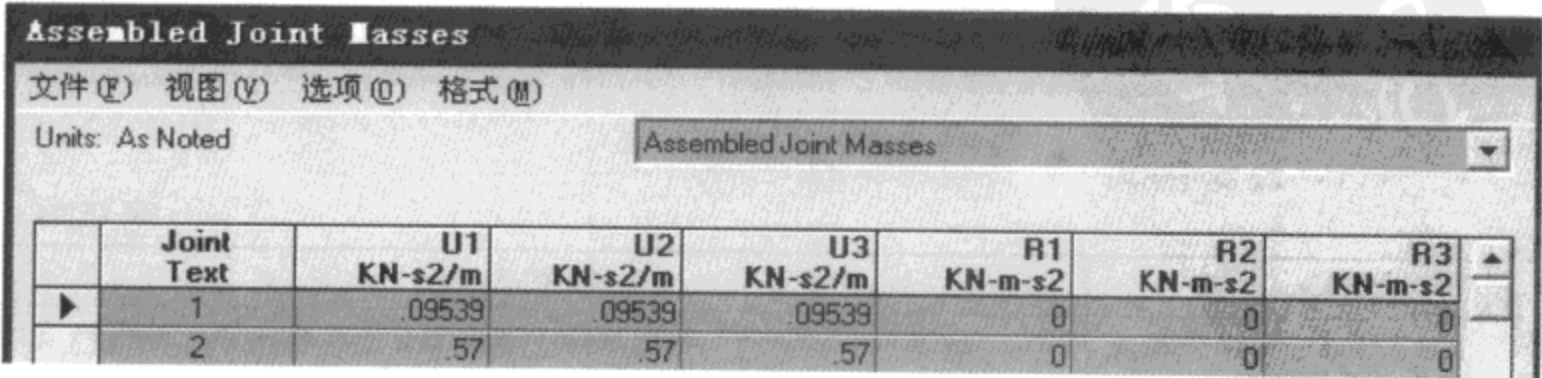 Assembled Joint Masses
文件(F) 视图(V) 选项(O) 格式(M)
Units: As Noted
Assembled Joint Masses
Joint Text U1 KN-s2/m U2 KN-s2/m U3 KN-s2/m R1 KN-m-s2 R2 KN-m-s2 R3 KN-m-s2
1 .09539 .09539 .09539 0 0 0
2 .57 .57 .57 0 0 0